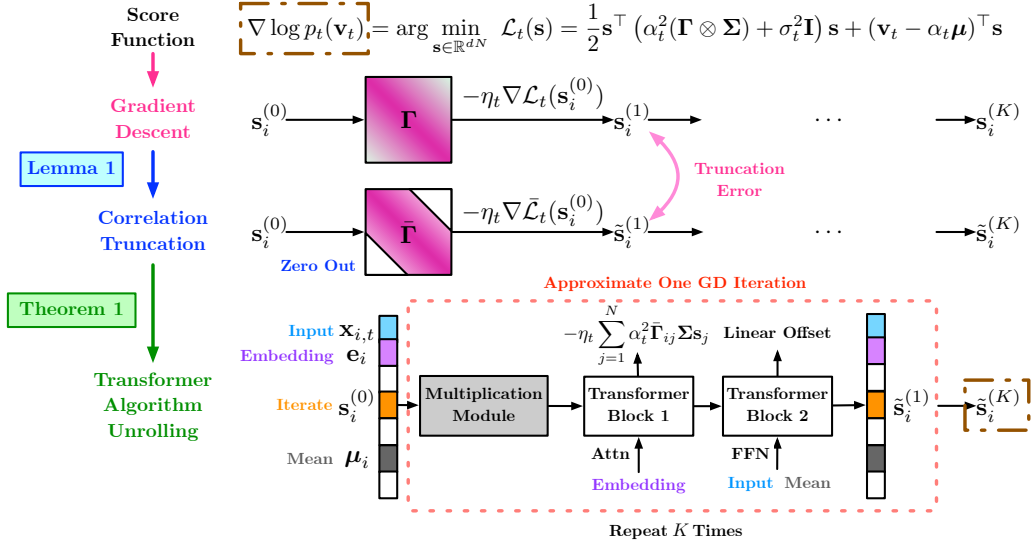 Score
Function
∇ log p_t(v_t) = arg min_{s∈ℝ^{dN}} L_t(s) = 1/2 s^⊤ (α_t^2(Γ ⊗ Σ) + σ_t^2 I) s + (v_t − α_t μ)^⊤ s
Gradient
Descent
s_i^{(0)}
Γ
−η_t∇L_t(s_i^{(0)})
s_i^{(1)}
· · ·
s_i^{(K)}
Lemma 1
Truncation
Error
Correlation
Truncation
s_i^{(0)}
Γ̄
−η_t∇L̄_t(s_i^{(0)})
s̃_i^{(1)}
· · ·
s̃_i^{(K)}
Zero Out
Approximate One GD Iteration
Theorem 1
Input x_{i,t}
Embedding e_i
−η_t ∑_{j=1}^{N} α_t^2 Γ̄_{ij} Σ s_j
Linear Offset
Transformer
Algorithm
Unrolling
Iterate s_i^{(0)}
Multiplication
Module
Transformer
Block 1
Transformer
Block 2
s̃_i^{(1)}
s̃_i^{(K)}
Mean μ_i
Attn
FFN
Embedding
Input Mean
Repeat K Times